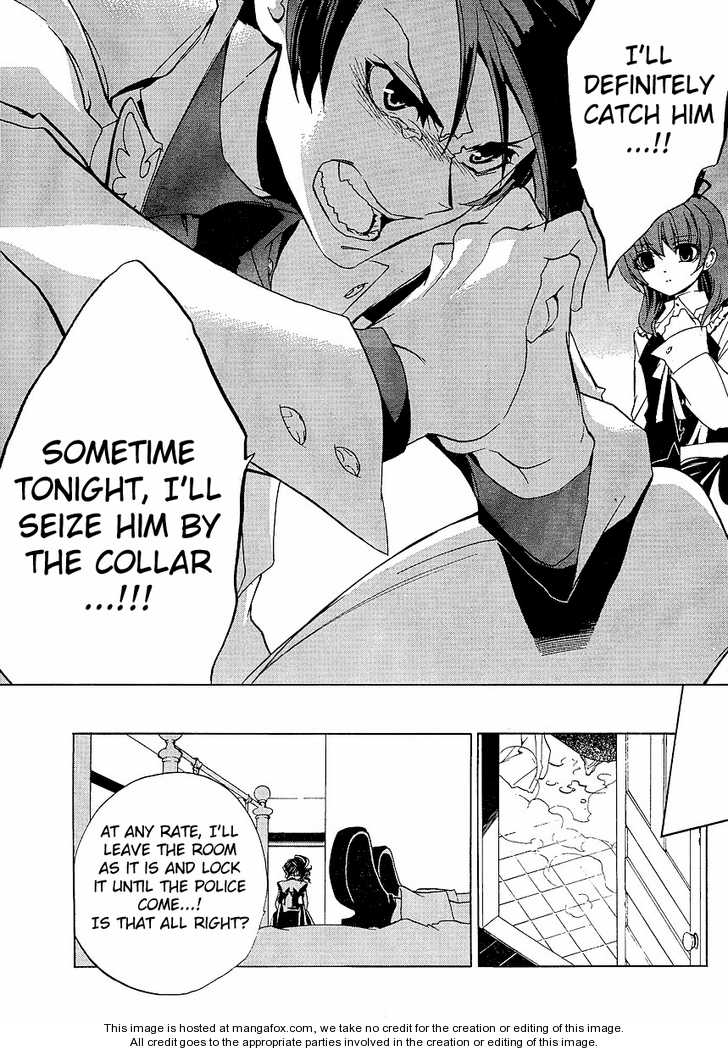 I'LL
DEFINITELY
CATCH HIM
...!!
SOMETIME
TONIGHT, I'LL
SEIZE HIM BY
THE COLLAR
...!!!
AT ANY RATE, I'LL
LEAVE THE ROOM
AS IT IS AND LOCK
IT UNTIL THE POLICE
COME...!
IS THAT ALL RIGHT?
This image is hosted at mangafox.com, we take no credit for the creation or editing of this image.
All credit goes to the appropriate parties involved in the creation or editing of this image.